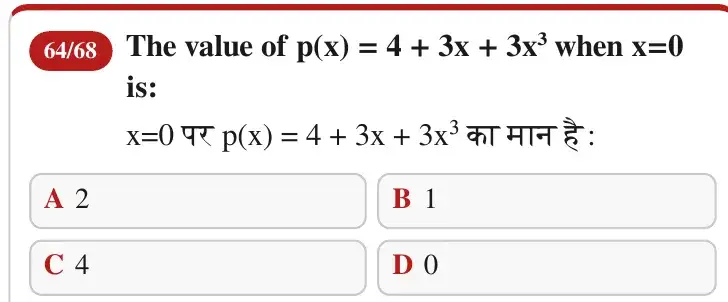 64/68 The value of p(x) = 4 + 3x + 3x³ when x=0
is:
x=0 पर p(x) = 4 + 3x + 3x³ का मान है :
A 2
B 1
C 4
D 0